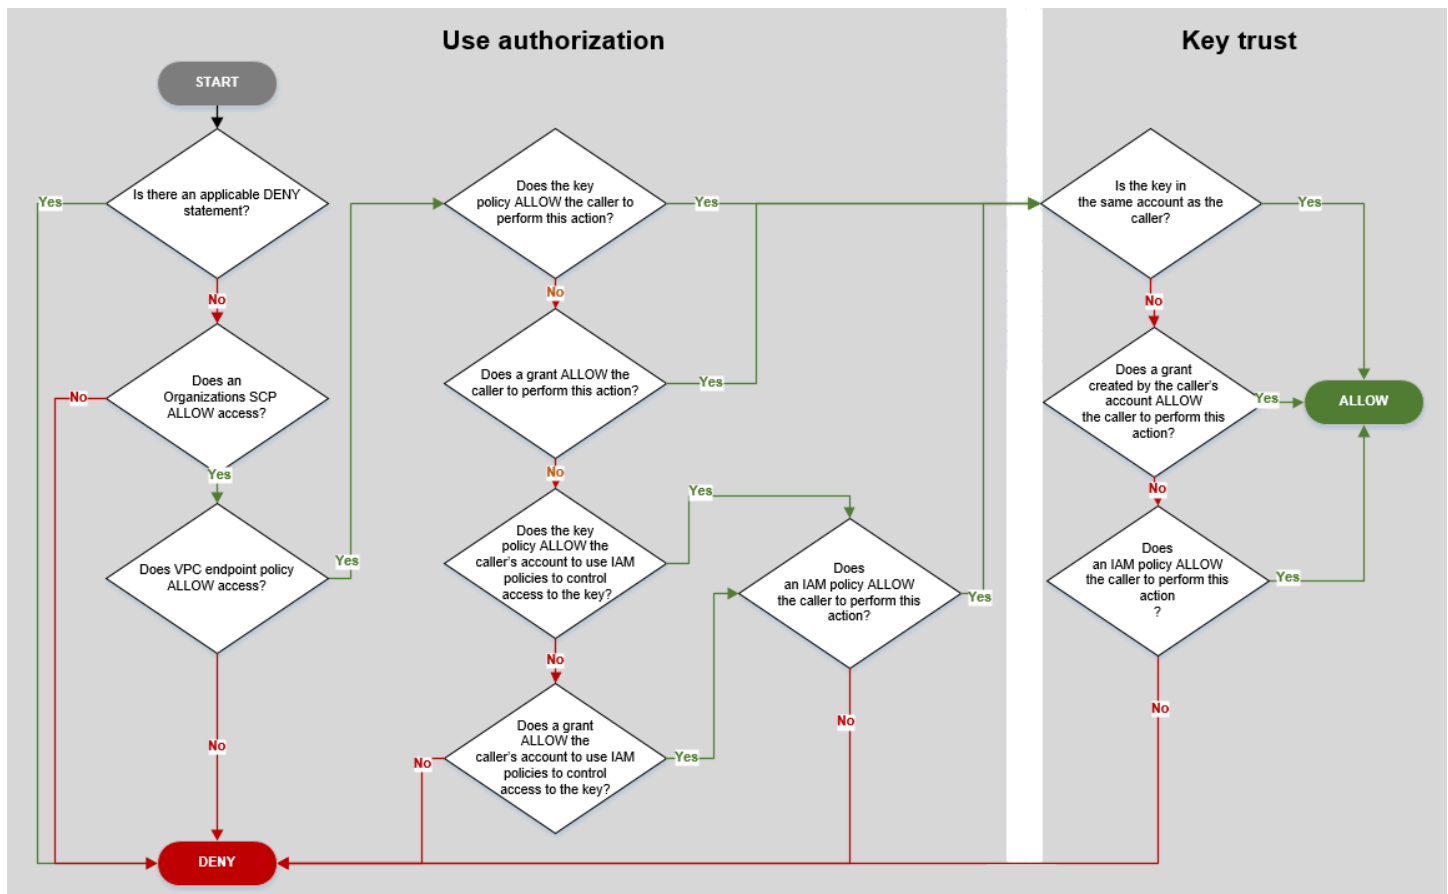 Use authorization
Key trust
START
Is there an applicable DENY
statement?
Yes
No
Does an
Organizations SCP
ALLOW access?
No
Yes
Does VPC endpoint policy
ALLOW access?
Yes
No
DENY
Does the key
policy ALLOW the caller to
perform this action?
Yes
No
Does a grant ALLOW the
caller to perform this action?
Yes
No
Does the key
policy ALLOW the
caller's account to use IAM
policies to control
access to the key?
Yes
No
Does a grant
ALLOW the
caller's account to use IAM
policies to control
access to the key?
Yes
No
Does
an IAM policy ALLOW
the caller to perform this
action?
Yes
No
Is the key in
the same account as the
caller?
Yes
No
Does a grant
created by the caller's
account ALLOW
the caller to perform this
action?
Yes
No
ALLOW
Does
an IAM policy ALLOW
the caller to perform this
action
?
Yes
No